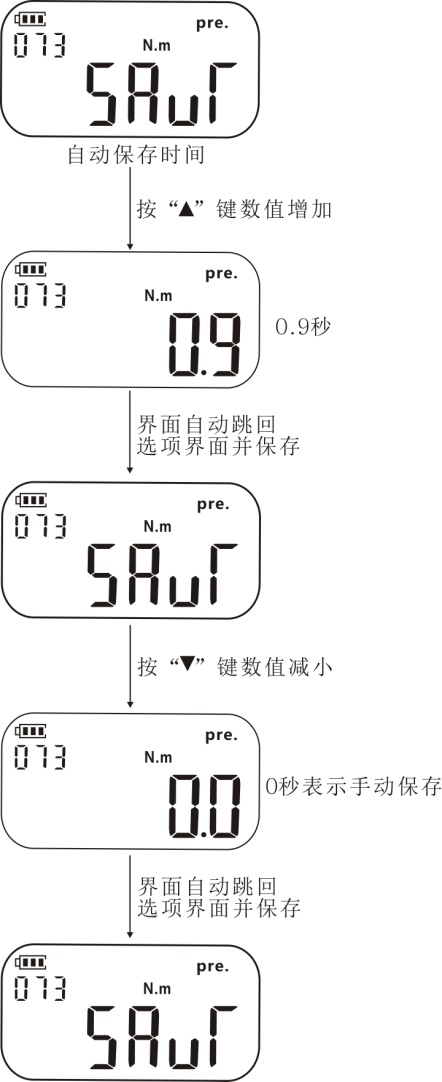 pre.
073
N.m
SAuT
自动保存时间
按“▲”键数值增加
pre.
073
N.m
0.9
0.9秒
界面自动跳回
选项界面并保存
pre.
073
N.m
SAuT
按“▼”键数值减小
pre.
073
N.m
0.0
0秒表示手动保存
界面自动跳回
选项界面并保存
pre.
073
N.m
SAuT